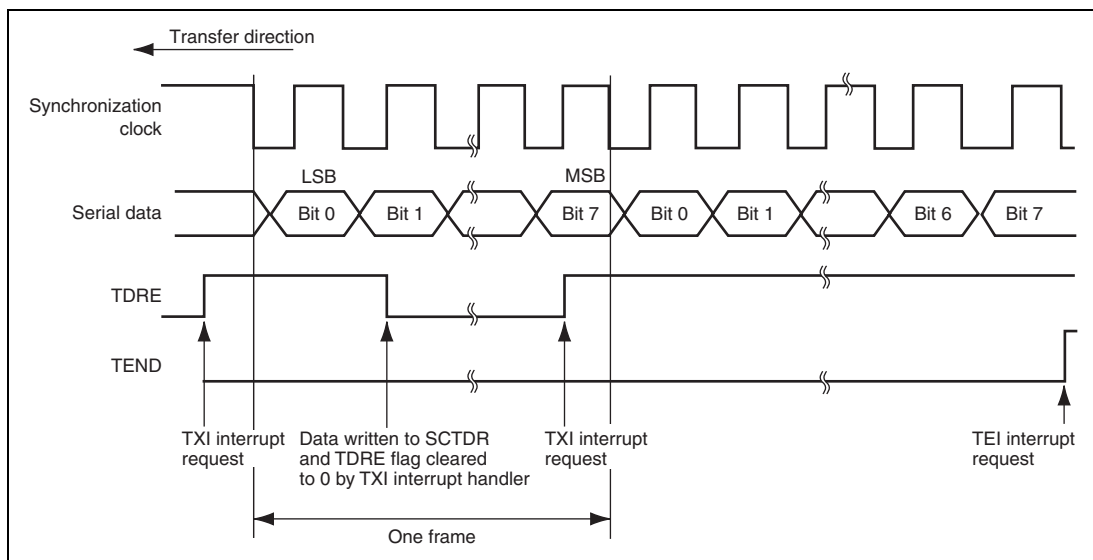 Transfer direction
Synchronization
clock
LSB
MSB
Serial data
Bit 0
Bit 1
Bit 7
Bit 0
Bit 1
Bit 6
Bit 7
TDRE
TEND
TXI interrupt
request
Data written to SCTDR
and TDRE flag cleared
to 0 by TXI interrupt handler
TXI interrupt
request
TEI interrupt
request
One frame